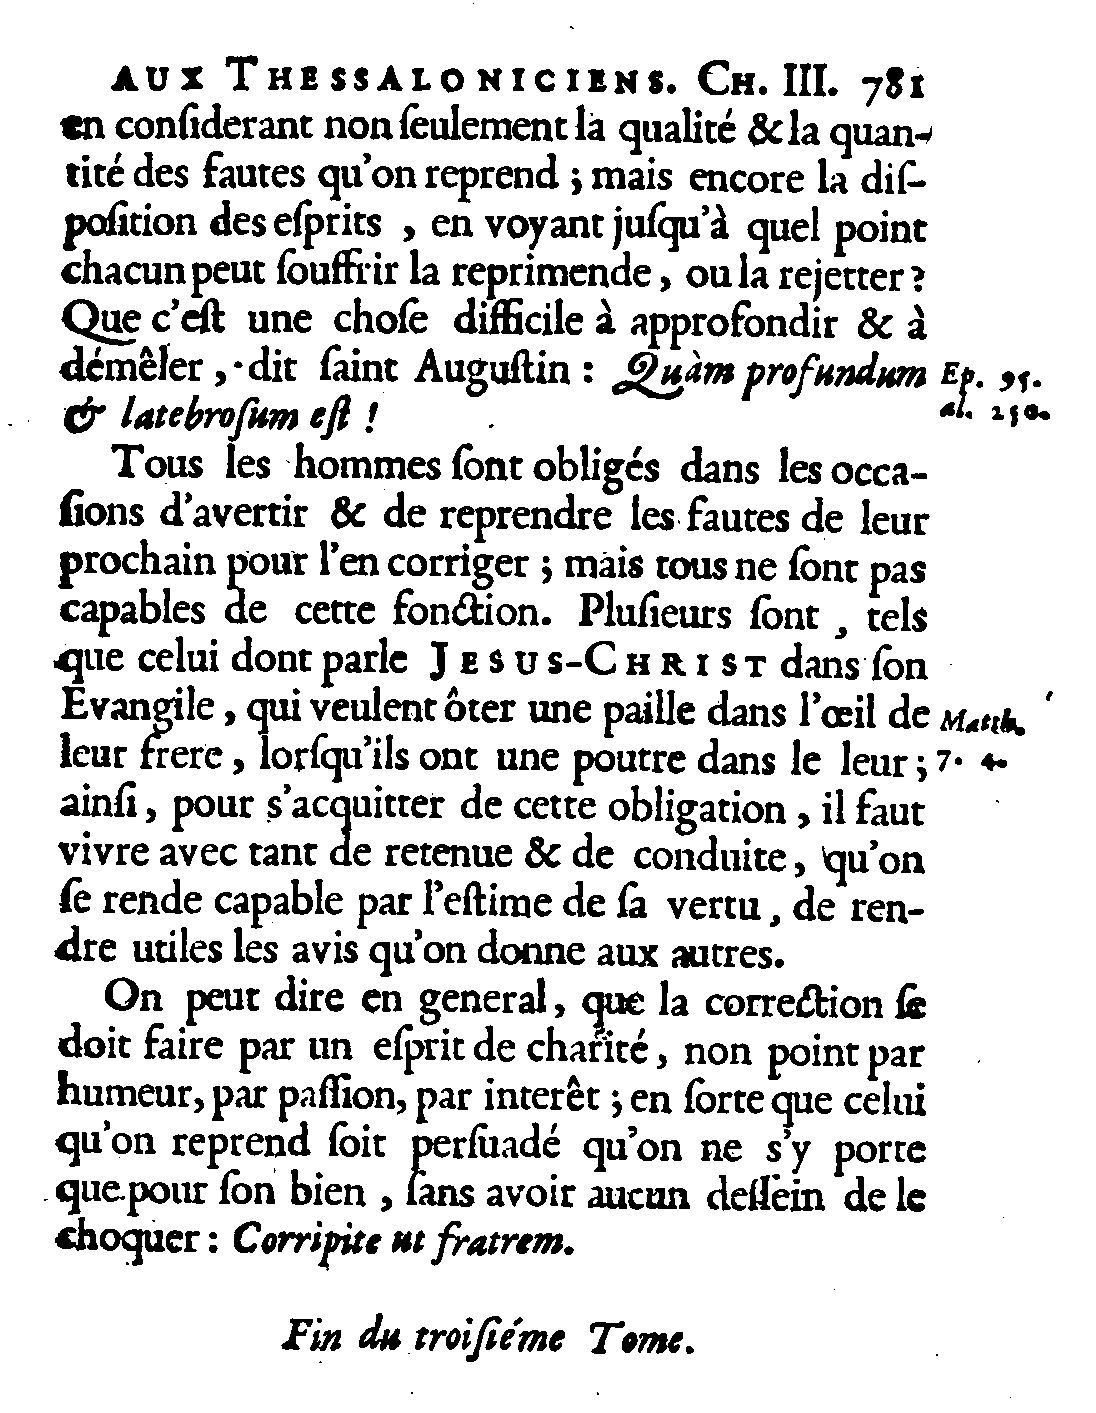 AUX THESSALONICIENS. CH. III. 781
en conſiderant non ſeulement la qualité & la quan-
tité des fautes qu'on reprend ; mais encore la diſ-
poſition des eſprits , en voyant juſqu'à quel point
chacun peut ſouffrir la reprimende, ou la rejetter ?
Que c'eſt une choſe difficile à approfondir & à
démêler , dit ſaint Auguſtin : Quàm profundum Ep. 95.
& latebroſum eſt ! al. 250.
Tous les hommes ſont obligés dans les occa-
ſions d'avertir & de reprendre les fautes de leur
prochain pour l'en corriger ; mais tous ne ſont pas
capables de cette fonction. Pluſieurs ſont , tels
que celui dont parle JESUS-CHRIST dans ſon
Evangile , qui veulent ôter une paille dans l'œil de Matth.
leur frere , lorſqu'ils ont une poutre dans le leur ; 7. 4.
ainſi , pour s'acquitter de cette obligation , il faut
vivre avec tant de retenue & de conduite , qu'on
ſe rende capable par l'eſtime de ſa vertu , de ren-
dre utiles les avis qu'on donne aux autres.
On peut dire en general , que la correction ſe
doit faire par un eſprit de charité , non point par
humeur, par paſſion, par interêt ; en ſorte que celui
qu'on reprend ſoit perſuadé qu'on ne s'y porte
que pour ſon bien , ſans avoir aucun deſſein de le
choquer : Corripite ut fratrem.
Fin du troiſiéme Tome.